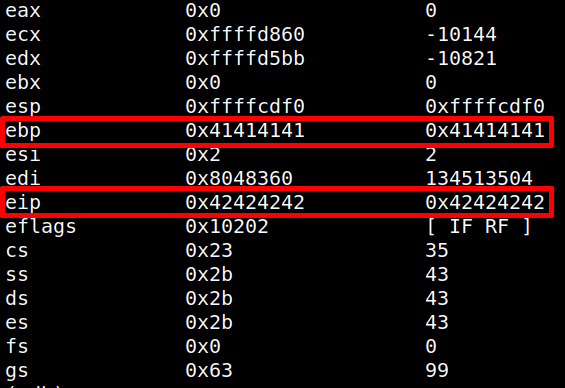 eax 0x0 0
ecx 0xffffd860 -10144
edx 0xffffd5bb -10821
ebx 0x0 0
esp 0xffffcdf0 0xffffcdf0
ebp 0x41414141 0x41414141
esi 0x2 2
edi 0x8048360 134513504
eip 0x42424242 0x42424242
eflags 0x10202 [ IF RF ]
cs 0x23 35
ss 0x2b 43
ds 0x2b 43
es 0x2b 43
fs 0x0 0
gs 0x63 99